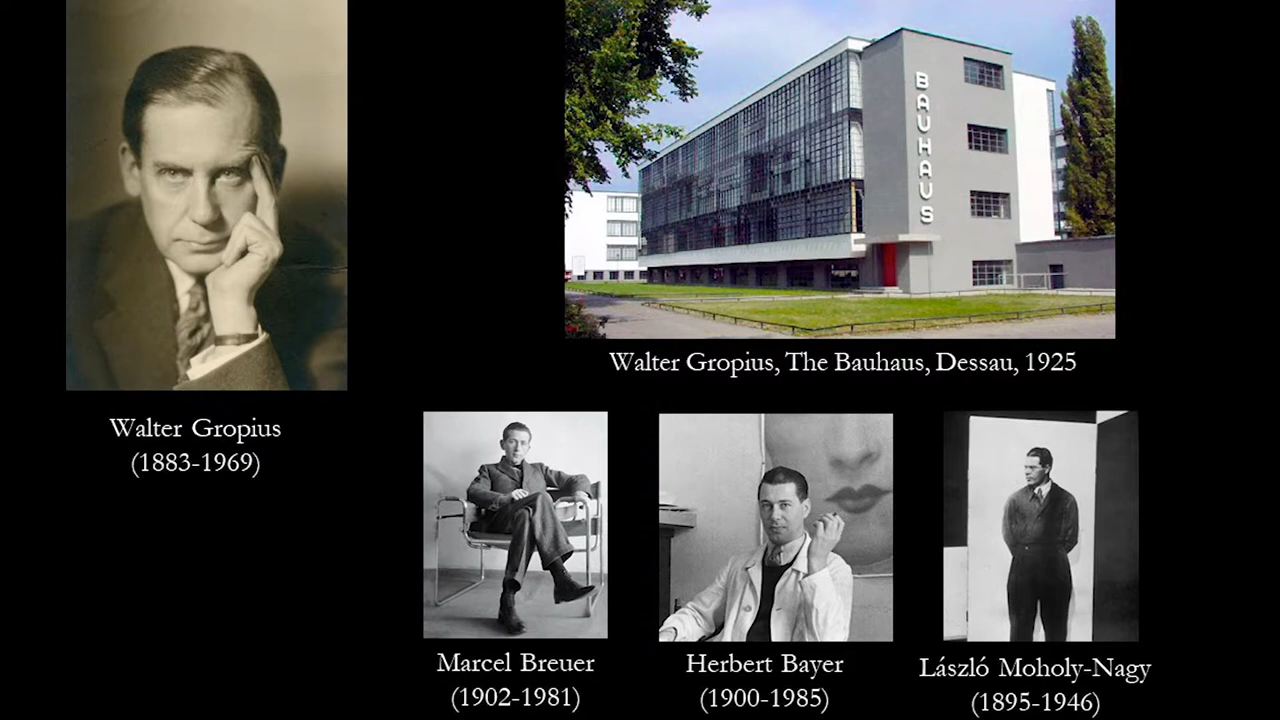 BAUHAUS
Walter Gropius, The Bauhaus, Dessau, 1925
Walter Gropius
(1883-1969)
Marcel Breuer
(1902-1981)
Herbert Bayer
(1900-1985)
László Moholy-Nagy
(1895-1946)